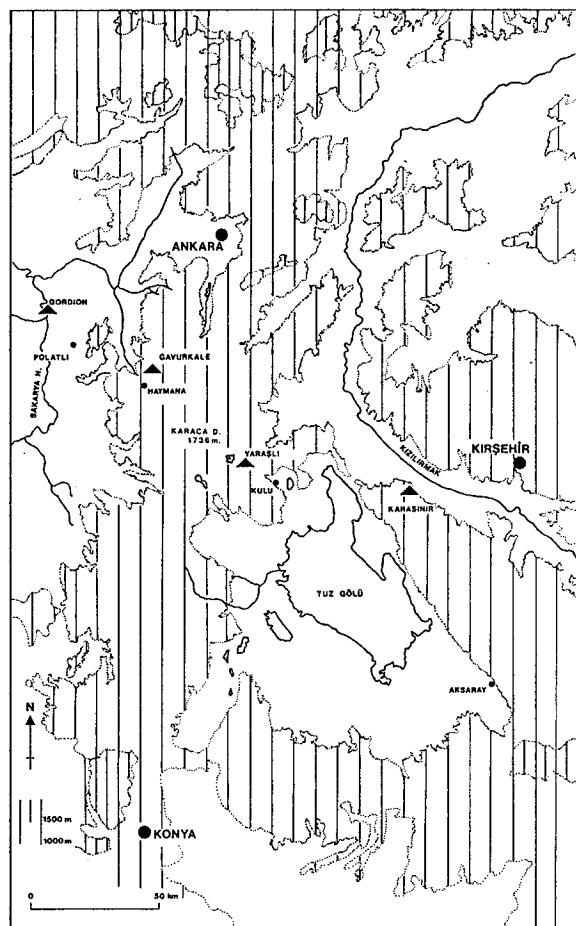 ANKARA
GORDION
POLATLI
GAVURKALE
HAYMANA
SAKARYA N.
KARACA D.
1736 m.
YARAŞLI
KULU
KIZILIRMAK
KIRŞEHİR
KARASINIR
TUZ GÖLÜ
AKSARAY
N
1500 m
1000 m
KONYA
0 50 km